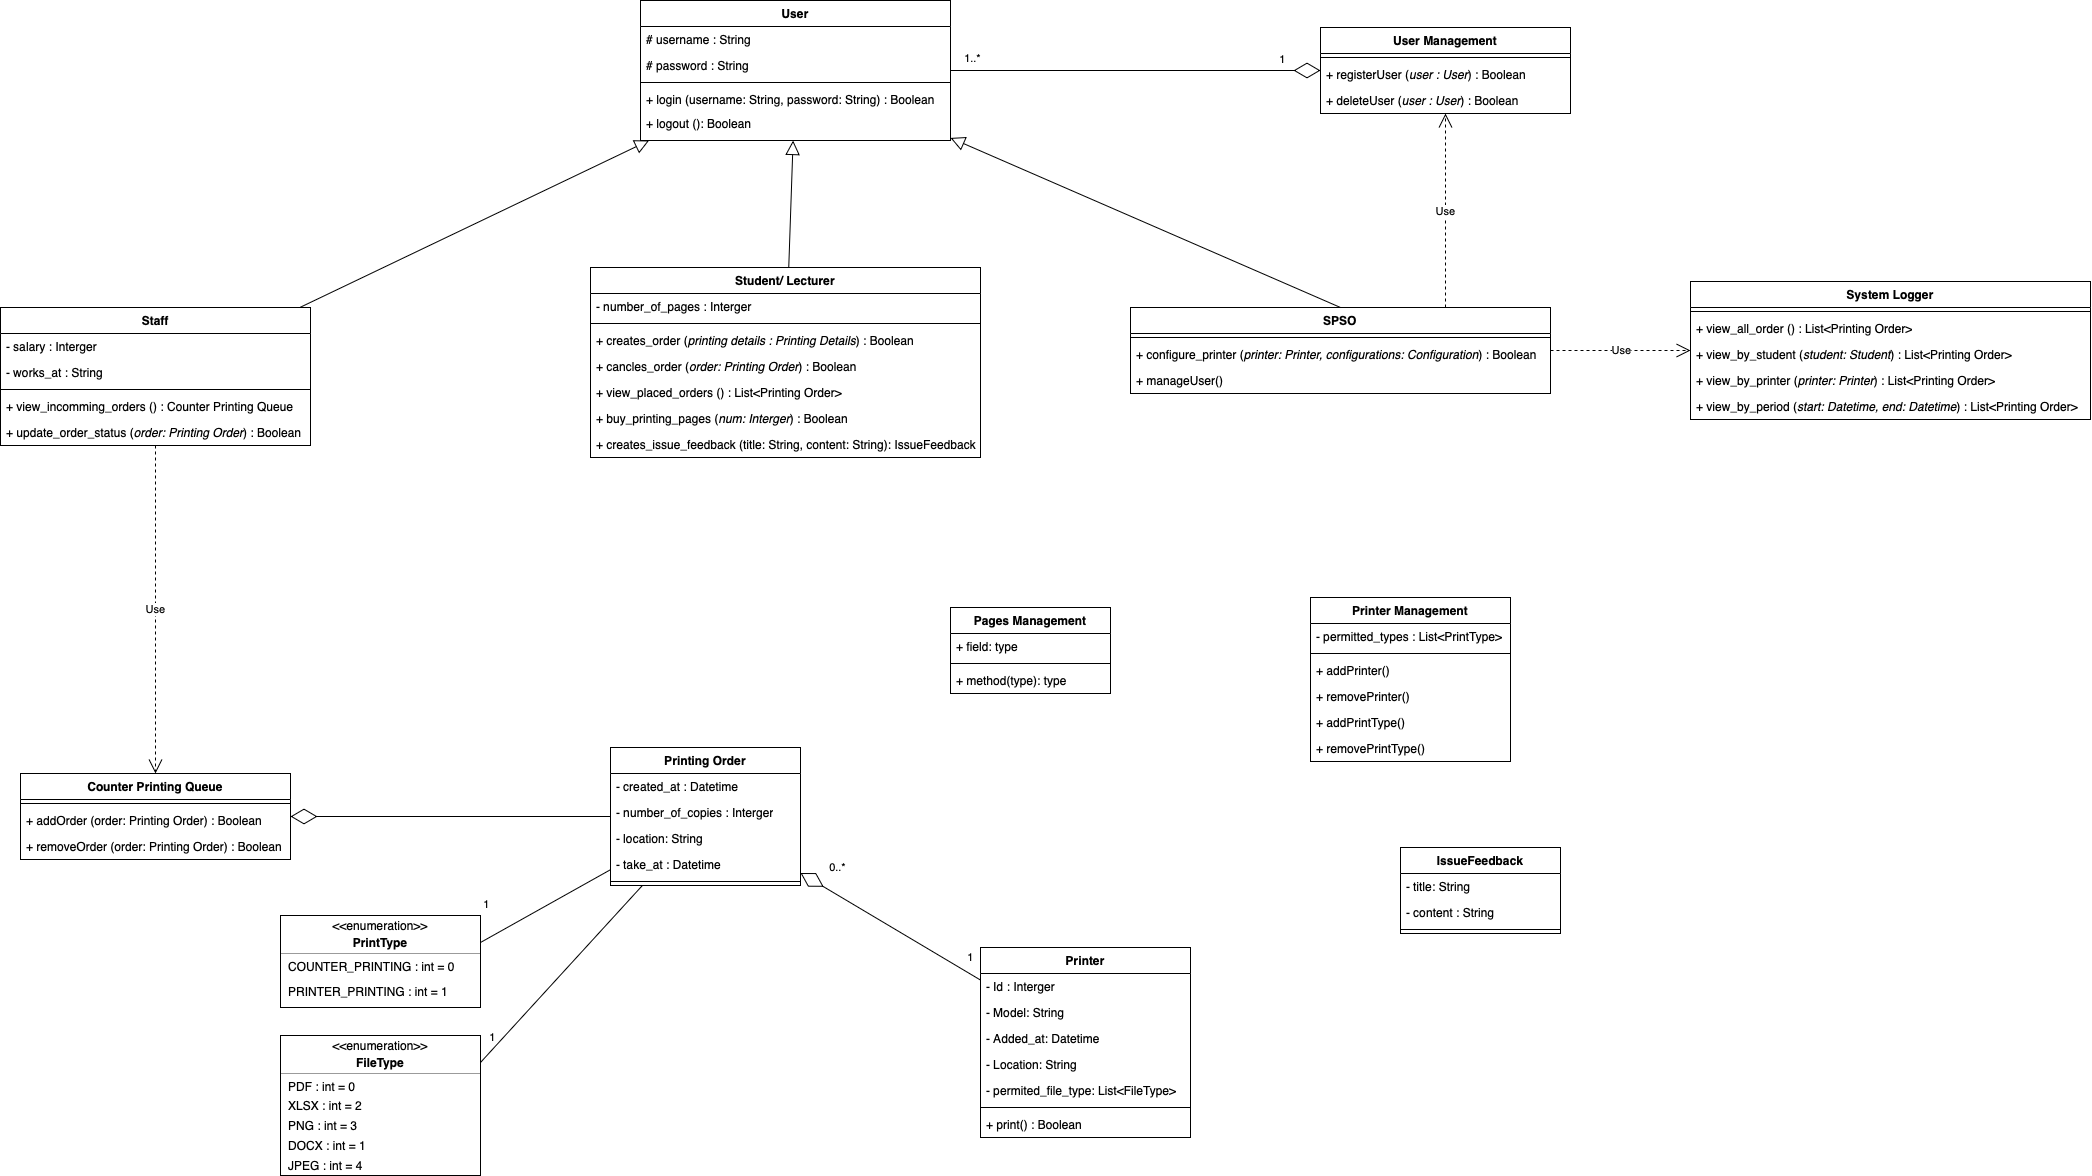 User
# username : String
# password : String
+ login (username: String, password: String) : Boolean
+ logout (): Boolean
1..*
1
User Management
+ registerUser (user : User) : Boolean
+ deleteUser (user : User) : Boolean
Use
Staff
- salary : Interger
- works_at : String
+ view_incomming_orders () : Counter Printing Queue
+ update_order_status (order: Printing Order) : Boolean
Student/ Lecturer
- number_of_pages : Interger
+ creates_order (printing details : Printing Details) : Boolean
+ cancles_order (order: Printing Order) : Boolean
+ view_placed_orders () : List<Printing Order>
+ buy_printing_pages (num: Interger) : Boolean
+ creates_issue_feedback (title: String, content: String): IssueFeedback
SPSO
+ configure_printer (printer: Printer, configurations: Configuration) : Boolean
+ manageUser()
Use
System Logger
+ view_all_order () : List<Printing Order>
+ view_by_student (student: Student) : List<Printing Order>
+ view_by_printer (printer: Printer) : List<Printing Order>
+ view_by_period (start: Datetime, end: Datetime) : List<Printing Order>
Use
Pages Management
+ field: type
+ method(type): type
Printer Management
- permitted_types : List<PrintType>
+ addPrinter()
+ removePrinter()
+ addPrintType()
+ removePrintType()
Counter Printing Queue
+ addOrder (order: Printing Order) : Boolean
+ removeOrder (order: Printing Order) : Boolean
Printing Order
- created_at : Datetime
- number_of_copies : Interger
- location: String
- take_at : Datetime
0..*
1
IssueFeedback
- title: String
- content : String
1
<<enumeration>>
PrintType
COUNTER_PRINTING : int = 0
PRINTER_PRINTING : int = 1
1
<<enumeration>>
FileType
PDF : int = 0
XLSX : int = 2
PNG : int = 3
DOCX : int = 1
JPEG : int = 4
Printer
- Id : Interger
- Model: String
- Added_at: Datetime
- Location: String
- permited_file_type: List<FileType>
+ print() : Boolean